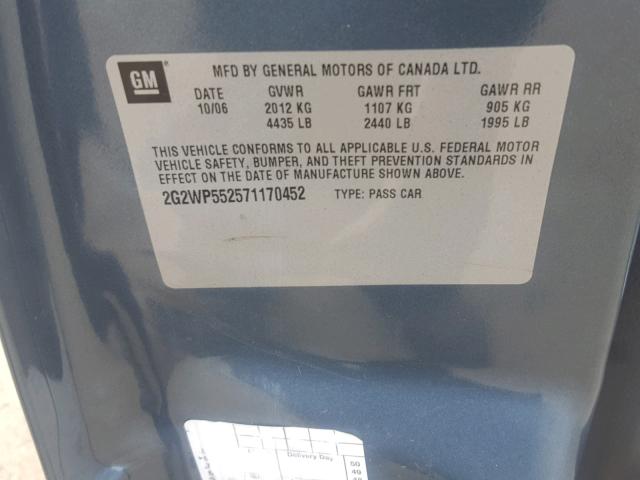 GM
MFD BY GENERAL MOTORS OF CANADA LTD.
DATE GVWR GAWR FRT GAWR RR
10/06 2012 KG 1107 KG 905 KG
4435 LB 2440 LB 1995 LB
THIS VEHICLE CONFORMS TO ALL APPLICABLE U.S. FEDERAL MOTOR
VEHICLE SAFETY, BUMPER, AND THEFT PREVENTION STANDARDS IN
EFFECT ON THE DATE OF MANUFACTURE SHOWN ABOVE.
2G2WP552571170452 TYPE: PASS CAR
Delivery Day
50
49